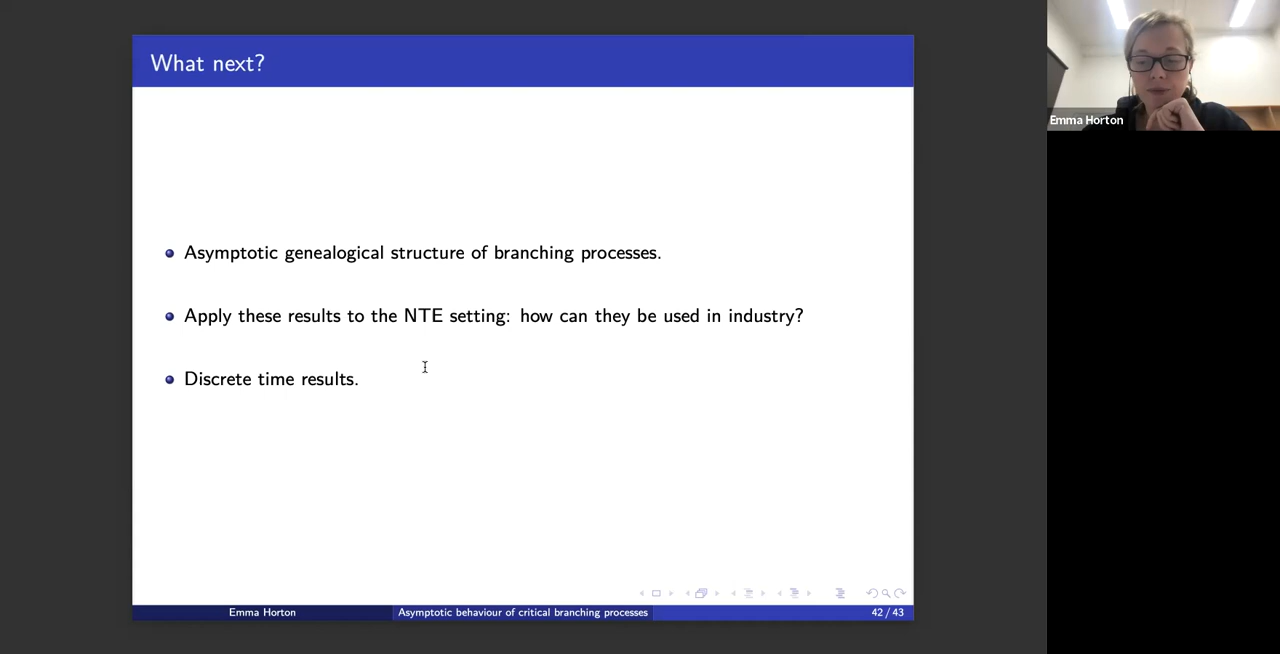 What next?
Emma Horton
Asymptotic genealogical structure of branching processes.
Apply these results to the NTE setting: how can they be used in industry?
Discrete time results.
Emma Horton
Asymptotic behaviour of critical branching processes
42 / 43